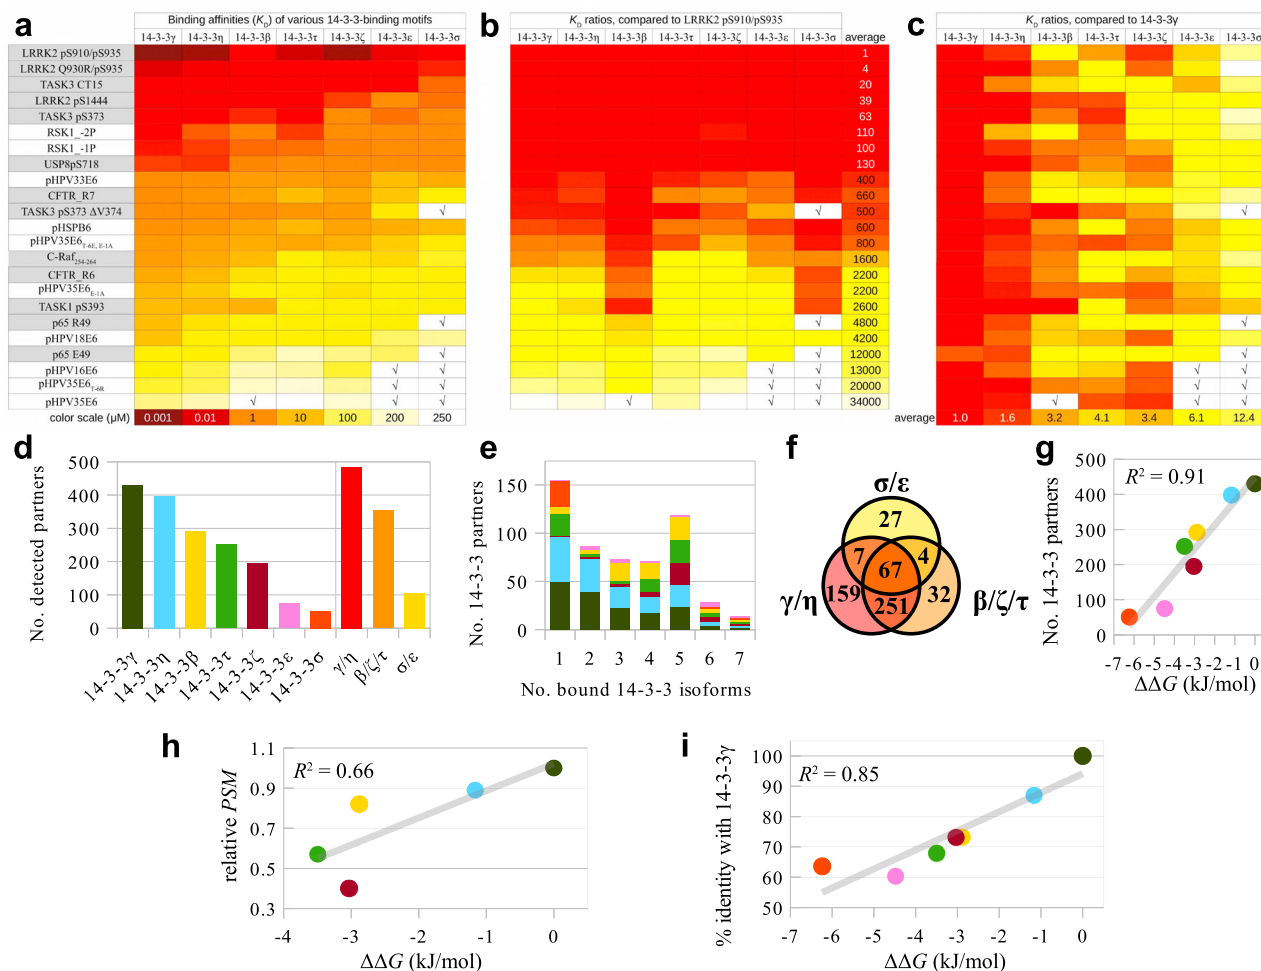 a
Binding affinities (KD) of various 14-3-3-binding motifs
14-3-3γ 14-3-3η 14-3-3β 14-3-3τ 14-3-3ζ 14-3-3ε 14-3-3σ
LRRK2 pS910/pS935
LRRK2 Q930R/pS935
TASK3 CT15
LRRK2 pS1444
TASK3 pS373
RSK1_-2P
RSK1_-1P
USP8pS718
pHPV33E6
CFTR_R7
TASK3 pS373 ΔV374 √
pHSPB6
pHPV35E6T-6E, E-1A
C-Raf254-264
CFTR_R6
pHPV35E6E-1A
TASK1 pS393
p65 R49 √
pHPV18E6
p65 E49 √
pHPV16E6 √ √
pHPV35E6T-6R √ √
pHPV35E6 √ √ √
color scale (μM) 0.001 0.01 1 10 100 200 250
b
KD ratios, compared to LRRK2 pS910/pS935
14-3-3γ 14-3-3η 14-3-3β 14-3-3τ 14-3-3ζ 14-3-3ε 14-3-3σ average
1
4
20
39
63
110
100
130
400
660
√ 500
600
800
1600
2200
2200
2600
√ 4800
4200
√ 12000
√ √ 13000
√ √ 20000
√ √ √ 34000
c
KD ratios, compared to 14-3-3γ
14-3-3γ 14-3-3η 14-3-3β 14-3-3τ 14-3-3ζ 14-3-3ε 14-3-3σ
√
√
√
√ √
√ √
√ √ √
average 1.0 1.6 3.2 4.1 3.4 6.1 12.4
d
No. detected partners
500
400
300
200
100
0
14-3-3γ 14-3-3η 14-3-3β 14-3-3τ 14-3-3ζ 14-3-3ε 14-3-3σ γ/η β/ζ/τ σ/ε
e
No. 14-3-3 partners
150
100
50
0
1 2 3 4 5 6 7
No. bound 14-3-3 isoforms
f
σ/ε
27
7 4
67
159 32
251
γ/η β/ζ/τ
g
No. 14-3-3 partners
R² = 0.91
500
400
300
200
100
0
-7 -6 -5 -4 -3 -2 -1 0
ΔΔG (kJ/mol)
h
relative PSM
R² = 0.66
1.1
0.9
0.7
0.5
0.3
-4 -3 -2 -1 0
ΔΔG (kJ/mol)
i
% identity with 14-3-3γ
R² = 0.85
100
90
80
70
60
50
-7 -6 -5 -4 -3 -2 -1 0
ΔΔG (kJ/mol)